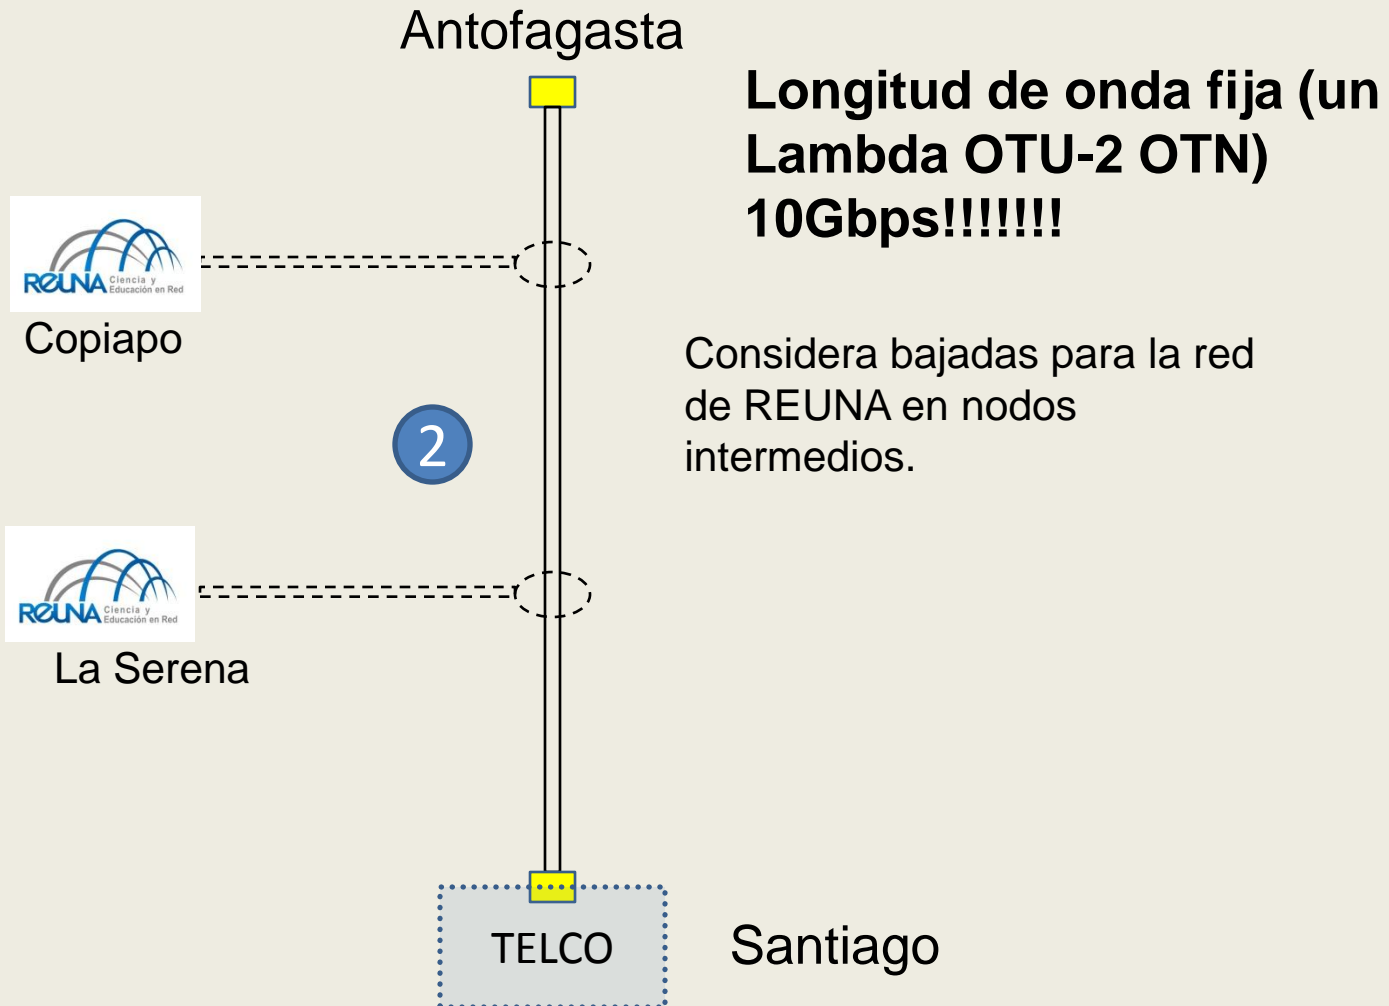 Antofagasta
Longitud de onda fija (un
Lambda OTU-2 OTN)
10Gbps!!!!!!!
REUNA Ciencia y
Educación en Red
Copiapo
Considera bajadas para la red
de REUNA en nodos
intermedios.
2
REUNA Ciencia y
Educación en Red
La Serena
TELCO
Santiago